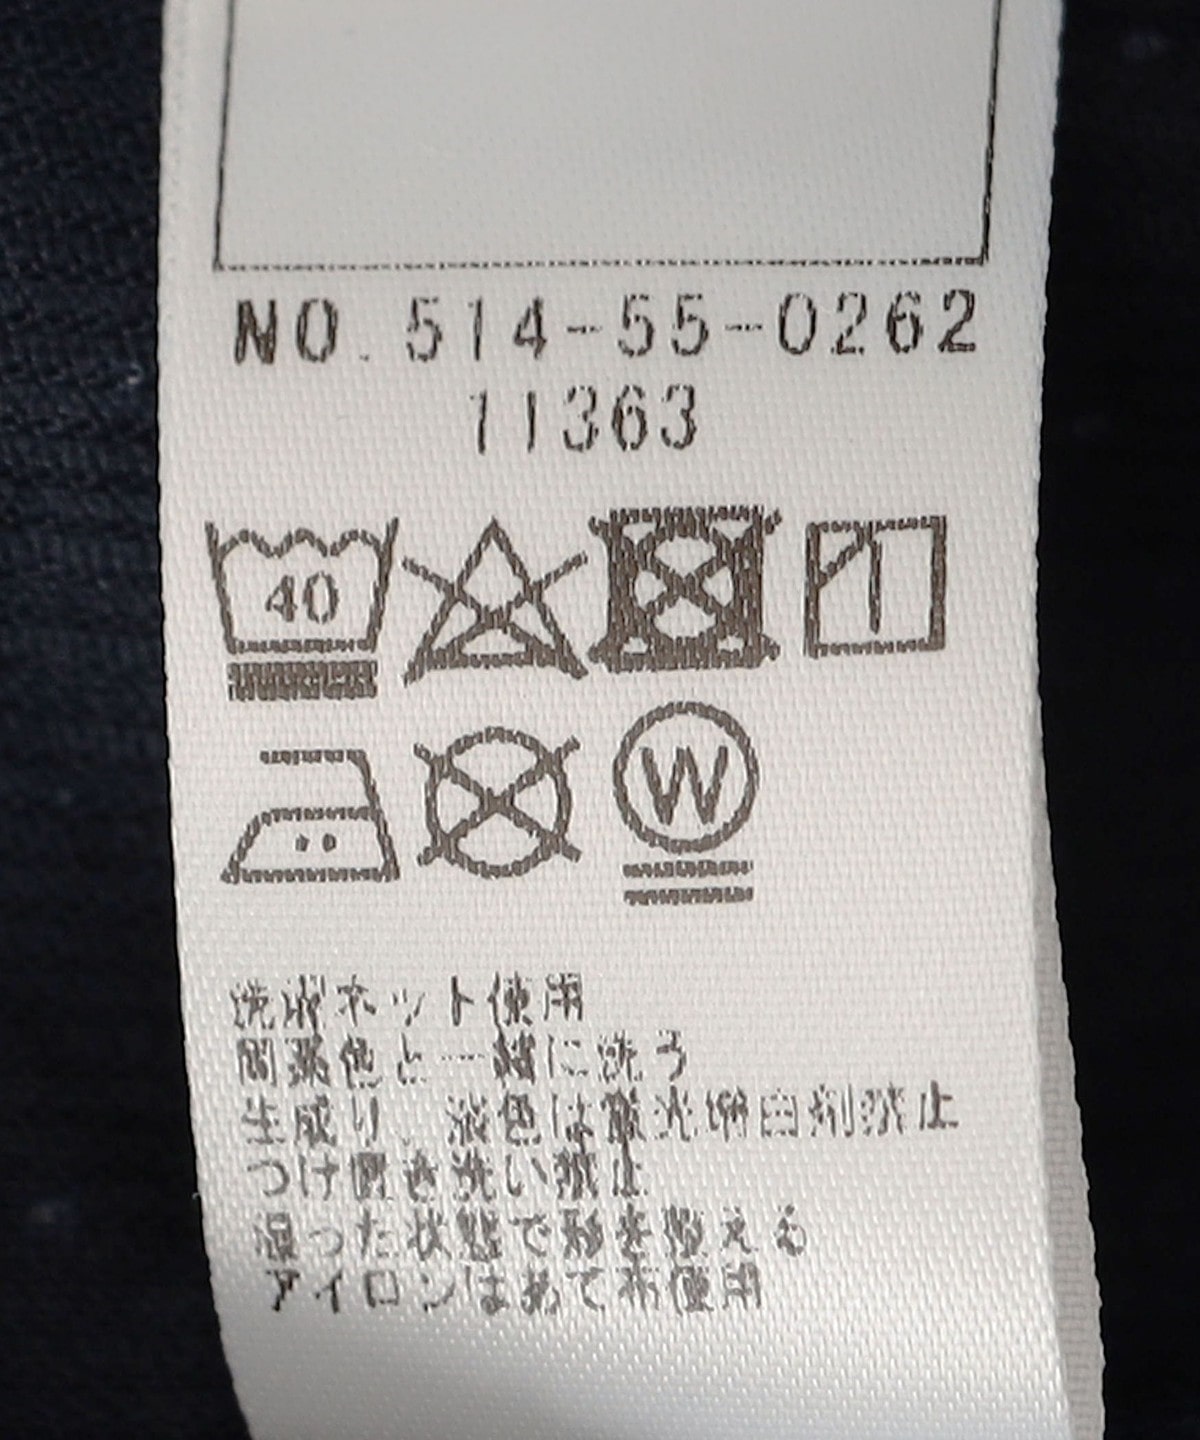 NO.514-55-0262
11363
40
W
洗濯ネット使用
同系色と一緒に洗う
生成り、淡色は蛍光増白剤禁止
つけ置き洗い禁止
湿った状態で形を整える
アイロンはあて布使用